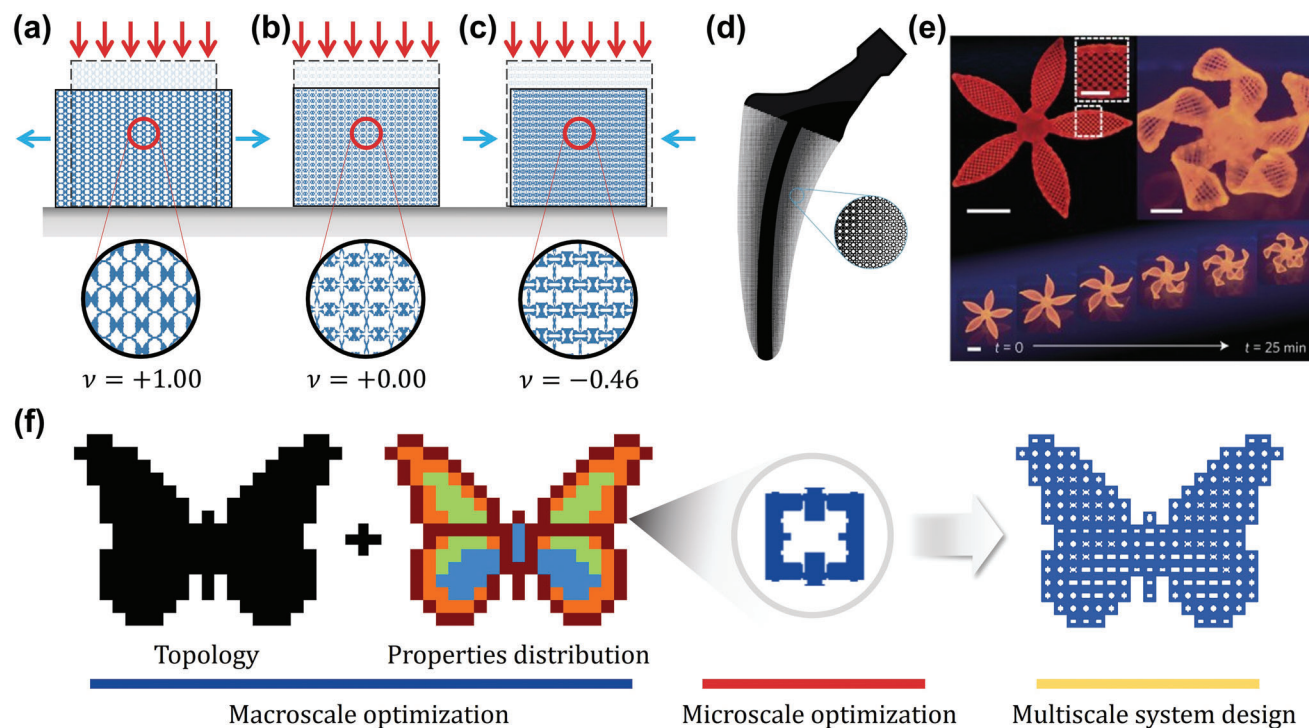 (a)
(b)
(c)
(d)
(e)
ν = +1.00
ν = +0.00
ν = −0.46
t = 0
t = 25 min
(f)
Topology
Properties distribution
Macroscale optimization
Microscale optimization
Multiscale system design